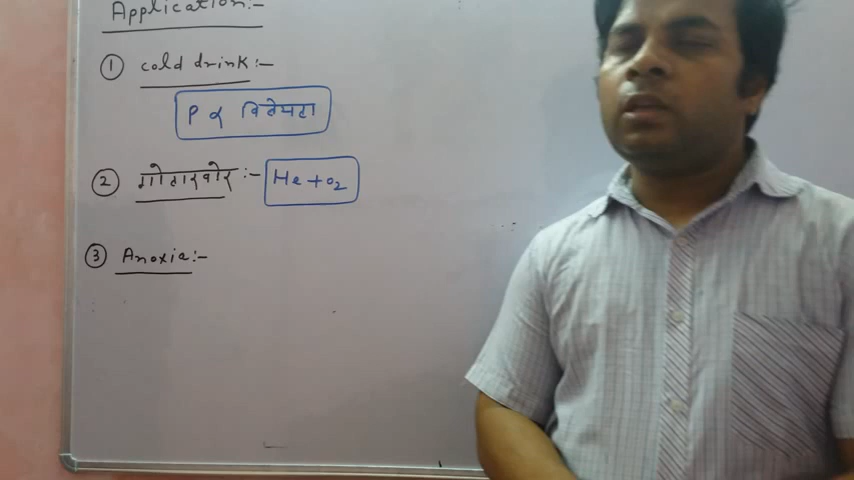 Application:-
① cold drink:-
P α विलेयता
② गोताखोर:- He + O₂
③ Anoxia:-